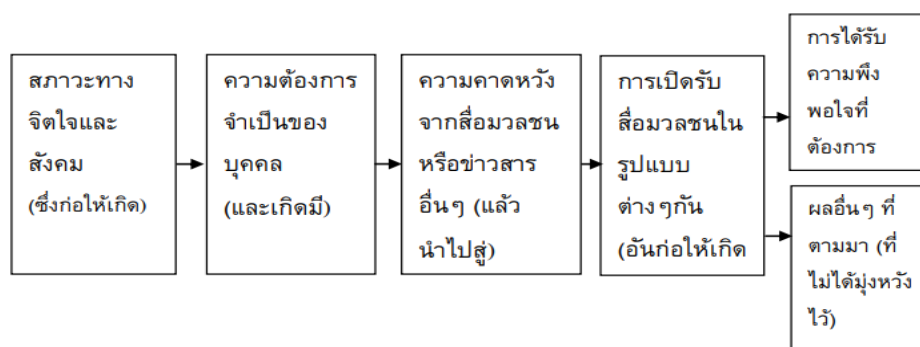 สภาวะทาง
จิตใจและ
สังคม
(ซึ่งก่อให้เกิด)
ความต้องการ
จำเป็นของ
บุคคล
(และเกิดมี)
ความคาดหวัง
จากสื่อมวลชน
หรือข่าวสาร
อื่นๆ (แล้ว
นำไปสู่)
การเปิดรับ
สื่อมวลชนใน
รูปแบบ
ต่างๆกัน
(อันก่อให้เกิด
การได้รับ
ความพึง
พอใจที่
ต้องการ
ผลอื่นๆ ที่
ตามมา (ที่
ไม่ได้มุ่งหวัง
ไว้)